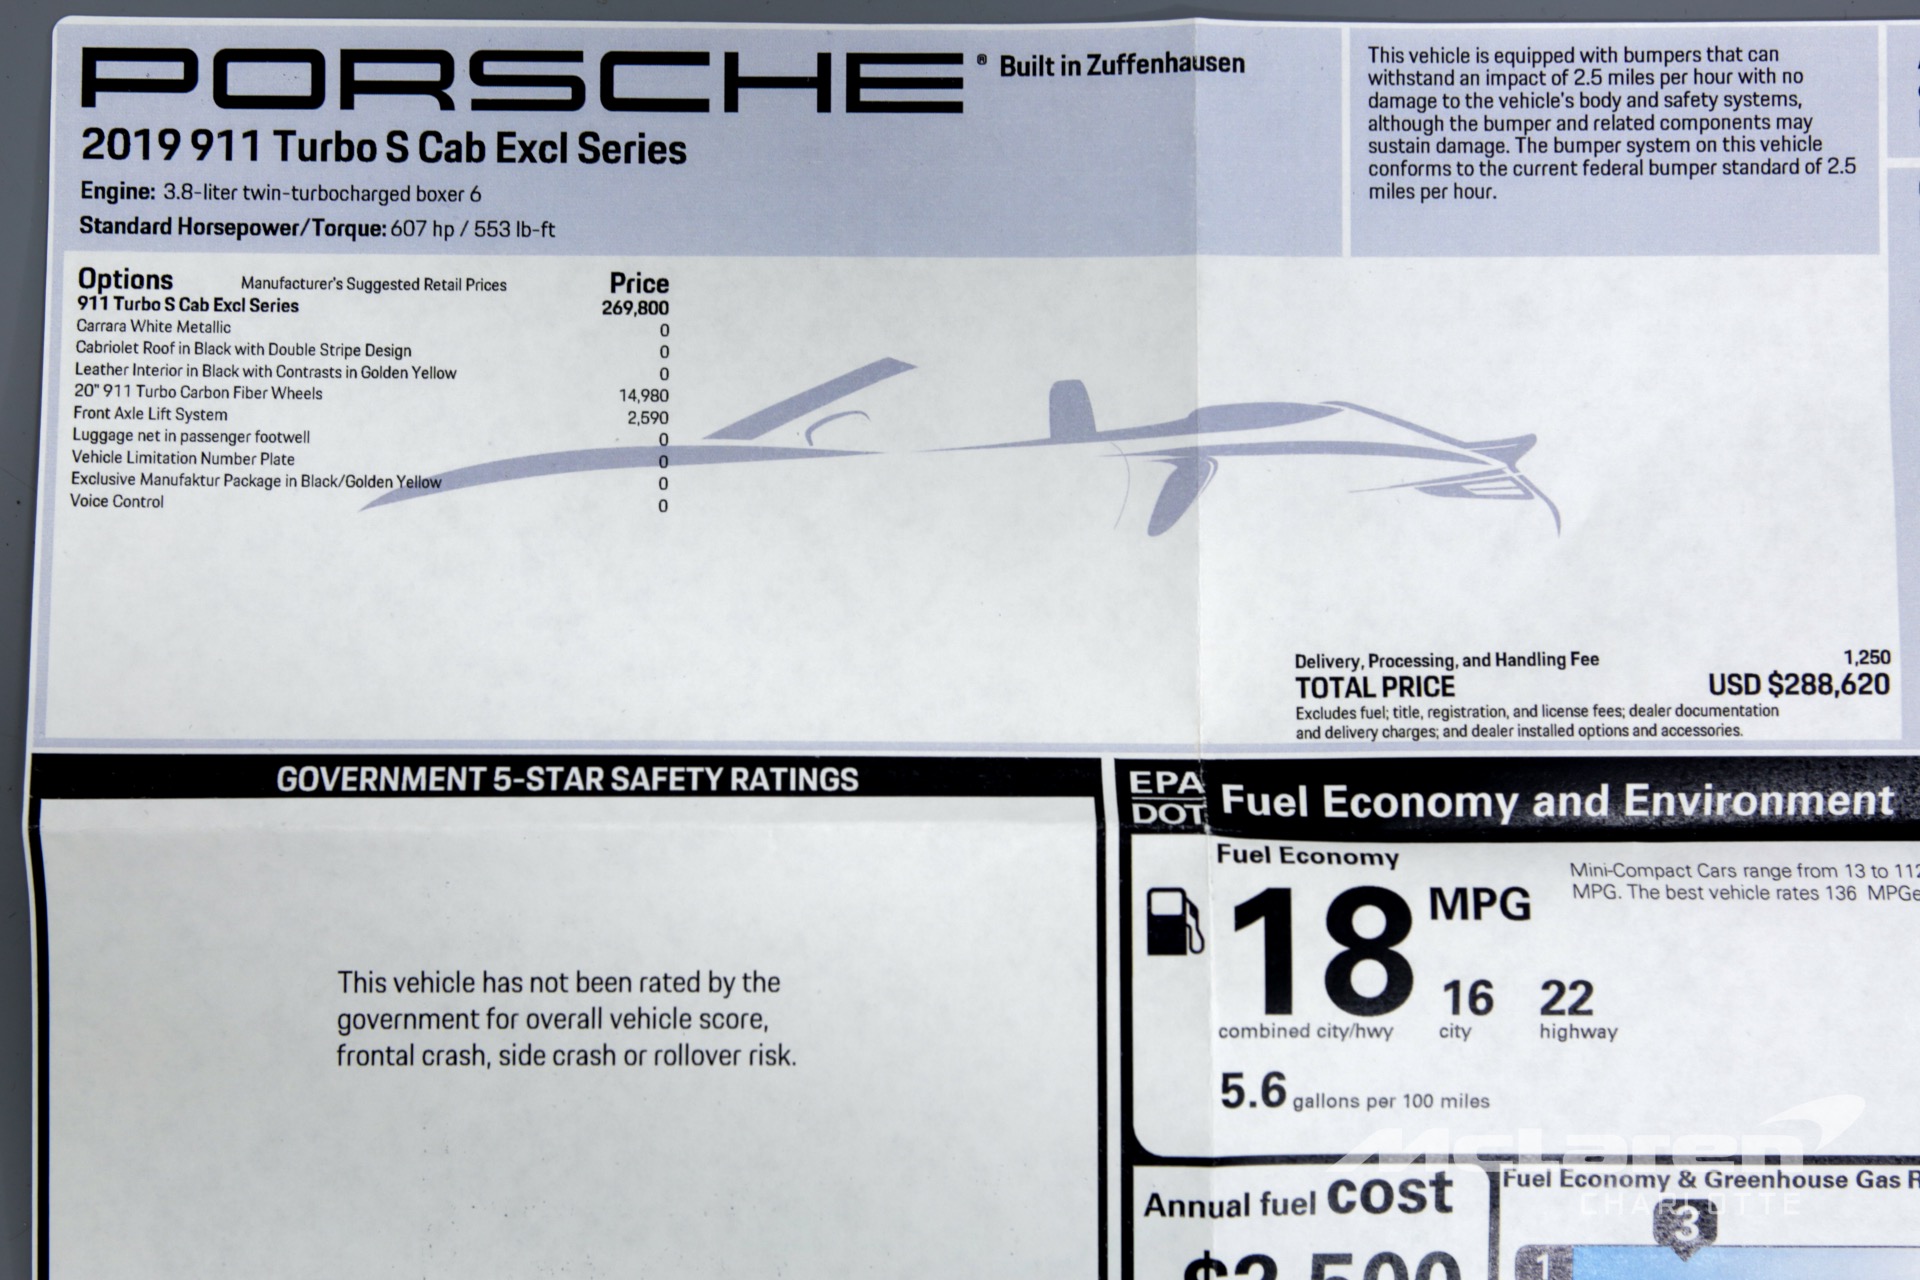 PORSCHE® Built in Zuffenhausen
2019 911 Turbo S Cab Excl Series
Engine: 3.8-liter twin-turbocharged boxer 6
Standard Horsepower/Torque: 607 hp / 553 lb-ft
This vehicle is equipped with bumpers that can
withstand an impact of 2.5 miles per hour with no
damage to the vehicle's body and safety systems,
although the bumper and related components may
sustain damage. The bumper system on this vehicle
conforms to the current federal bumper standard of 2.5
miles per hour.
Options Manufacturer's Suggested Retail Prices Price
911 Turbo S Cab Excl Series 269,800
Carrara White Metallic 0
Cabriolet Roof in Black with Double Stripe Design 0
Leather Interior in Black with Contrasts in Golden Yellow 0
20" 911 Turbo Carbon Fiber Wheels 14,980
Front Axle Lift System 2,590
Luggage net in passenger footwell 0
Vehicle Limitation Number Plate 0
Exclusive Manufaktur Package in Black/Golden Yellow 0
Voice Control 0
Delivery, Processing, and Handling Fee 1,250
TOTAL PRICE USD $288,620
Excludes fuel; title, registration, and license fees; dealer documentation
and delivery charges; and dealer installed options and accessories.
GOVERNMENT 5-STAR SAFETY RATINGS
This vehicle has not been rated by the
government for overall vehicle score,
frontal crash, side crash or rollover risk.
EPA
DOT
Fuel Economy and Environment
Fuel Economy
Mini-Compact Cars range from 13 to 112
MPG. The best vehicle rates 136 MPGe
18 MPG
16 22
combined city/hwy city highway
5.6 gallons per 100 miles
McLaren
CHARLOTTE
Annual fuel cost
$2,500
Fuel Economy & Greenhouse Gas R
3
1